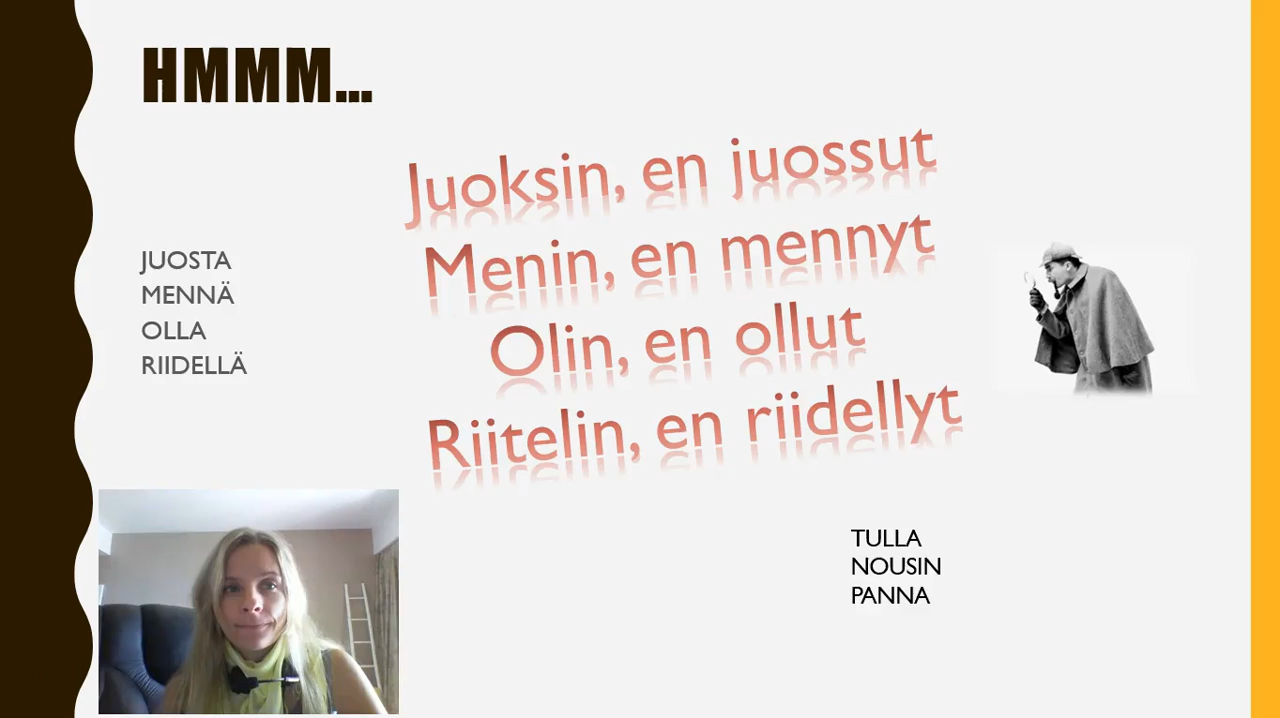 HMMM...
Juoksin, en juossut
Menin, en mennyt
Olin, en ollut
Riitelin, en riidellyt
JUOSTA
MENNÄ
OLLA
RIIDELLÄ
TULLA
NOUSIN
PANNA